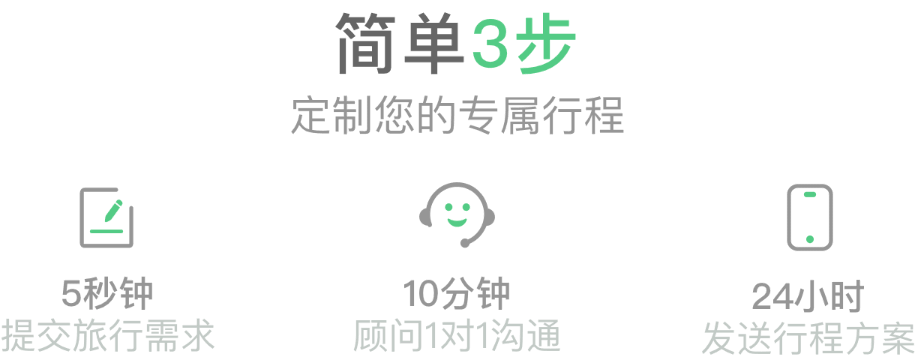 简单3步
定制您的专属行程
5秒钟
提交旅行需求
10分钟
顾问1对1沟通
24小时
发送行程方案